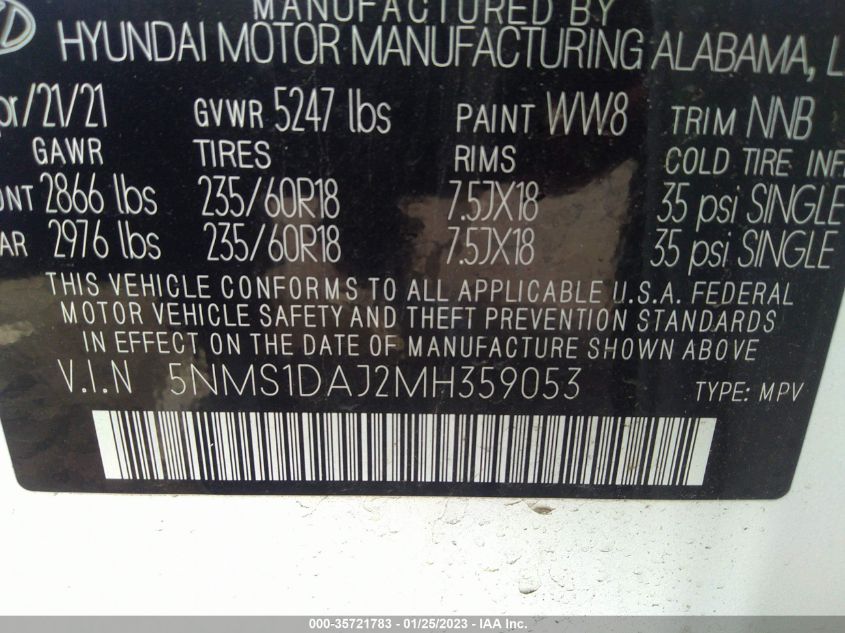 MANUFACTURED BY
HYUNDAI MOTOR MANUFACTURING ALABAMA, L
pr/21/21 GVWR 5247 lbs PAINT WW8 TRIM NNB
GAWR TIRES RIMS COLD TIRE INF
NT 2866 lbs 235/60R18 7.5JX18 35 psi SINGLE
AR 2976 lbs 235/60R18 7.5JX18 35 psi SINGLE
THIS VEHICLE CONFORMS TO ALL APPLICABLE U.S.A. FEDERAL
MOTOR VEHICLE SAFETY AND THEFT PREVENTION STANDARDS
IN EFFECT ON THE DATE OF MANUFACTURE SHOWN ABOVE.
V.I.N 5NMS1DAJ2MH359053 TYPE: MPV
000-35721783 - 01/25/2023 - IAA Inc.